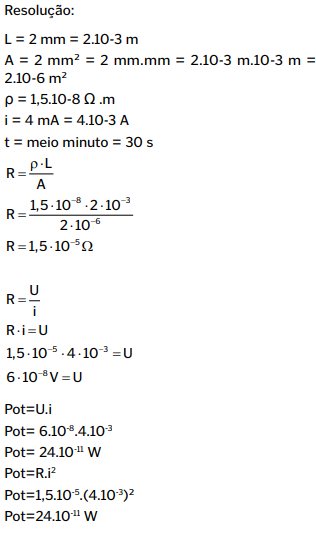 Resolução:
L = 2 mm = 2.10-3 m
A = 2 mm² = 2 mm.mm = 2.10-3 m.10-3 m =
2.10-6 m²
ρ = 1,5.10-8 Ω .m
i = 4 mA = 4.10-3 A
t = meio minuto = 30 s
R = ρ·L / A
R = 1,5·10⁻⁸·2·10⁻³ / 2·10⁻⁶
R = 1,5·10⁻⁵Ω
R = U / i
R·i = U
1,5·10⁻⁵·4·10⁻³ = U
6·10⁻⁸V = U
Pot=U.i
Pot= 6.10⁻⁸.4.10⁻³
Pot= 24.10⁻¹¹ W
Pot=R.i²
Pot=1,5.10⁻⁵.(4.10⁻³)²
Pot=24.10⁻¹¹ W